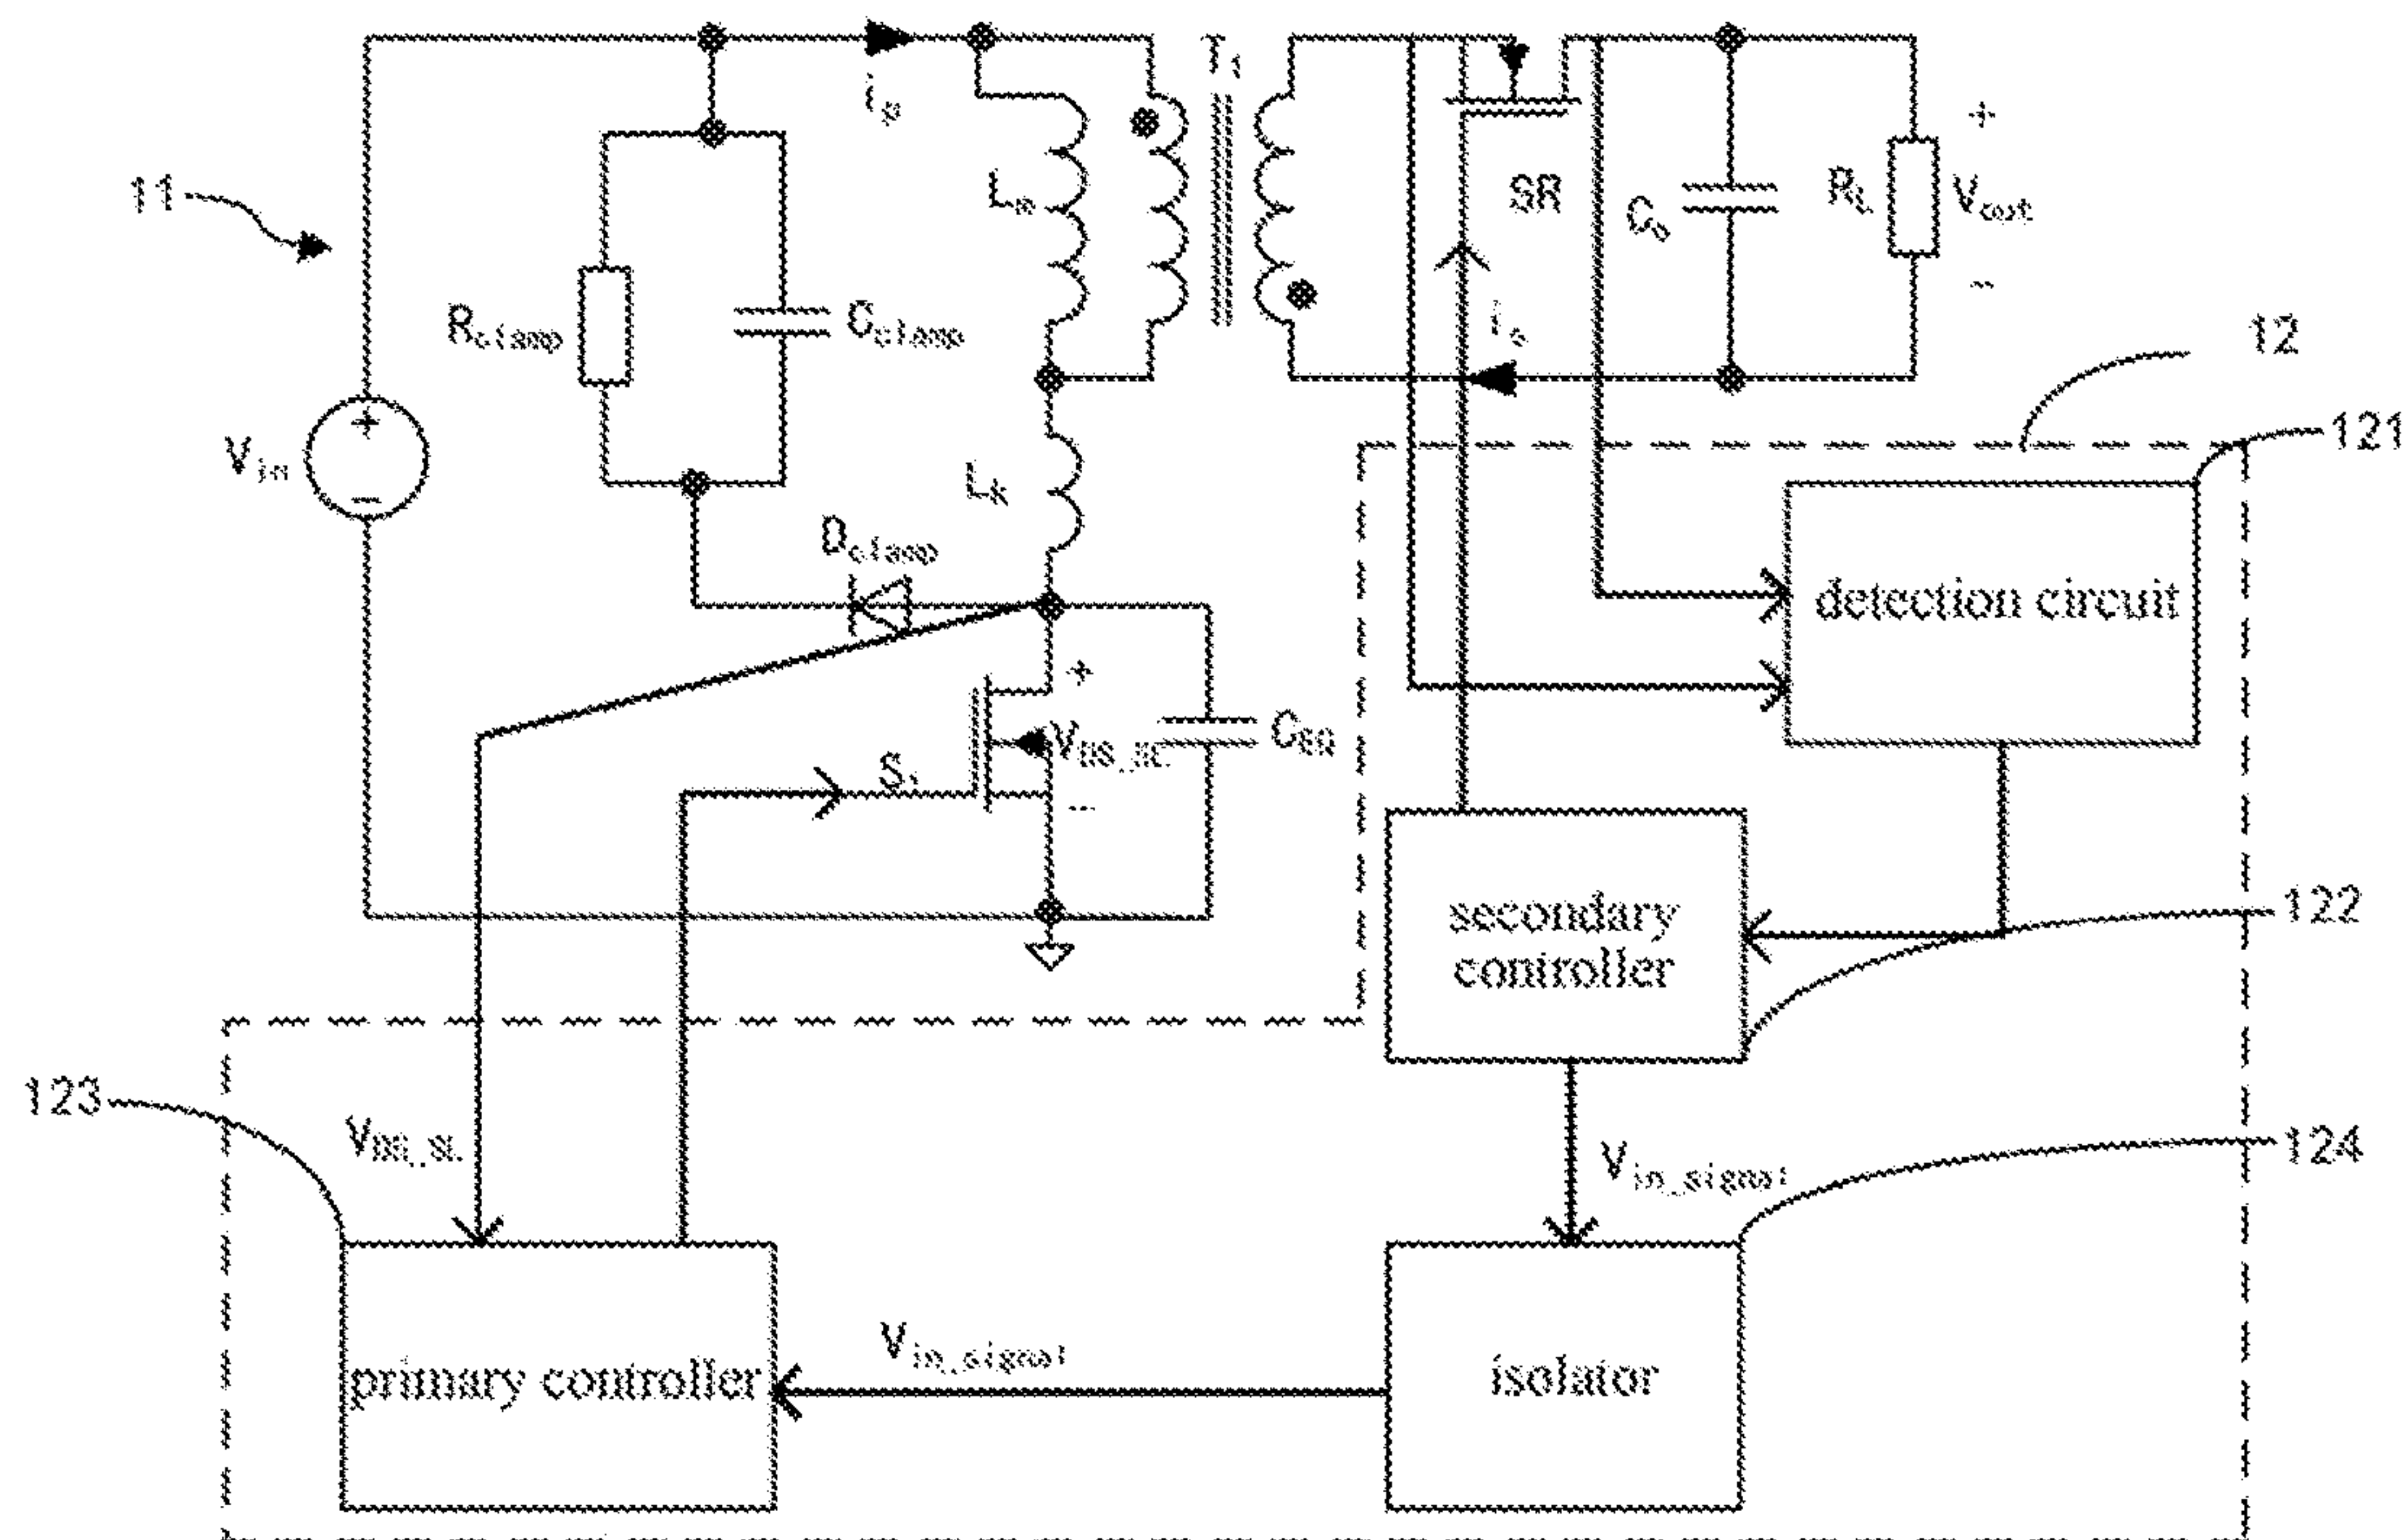 T1
ip
11
Lm
SR
Co
RL
+
Vout
−
Rclamp
Cclamp
is
12
121
+
Vin
−
Lk
Dclamp
detection circuit
+
S1
CEQ
−
secondary
controller
122
123
124
Vin_signal
Vin_signal
primary controller
isolator